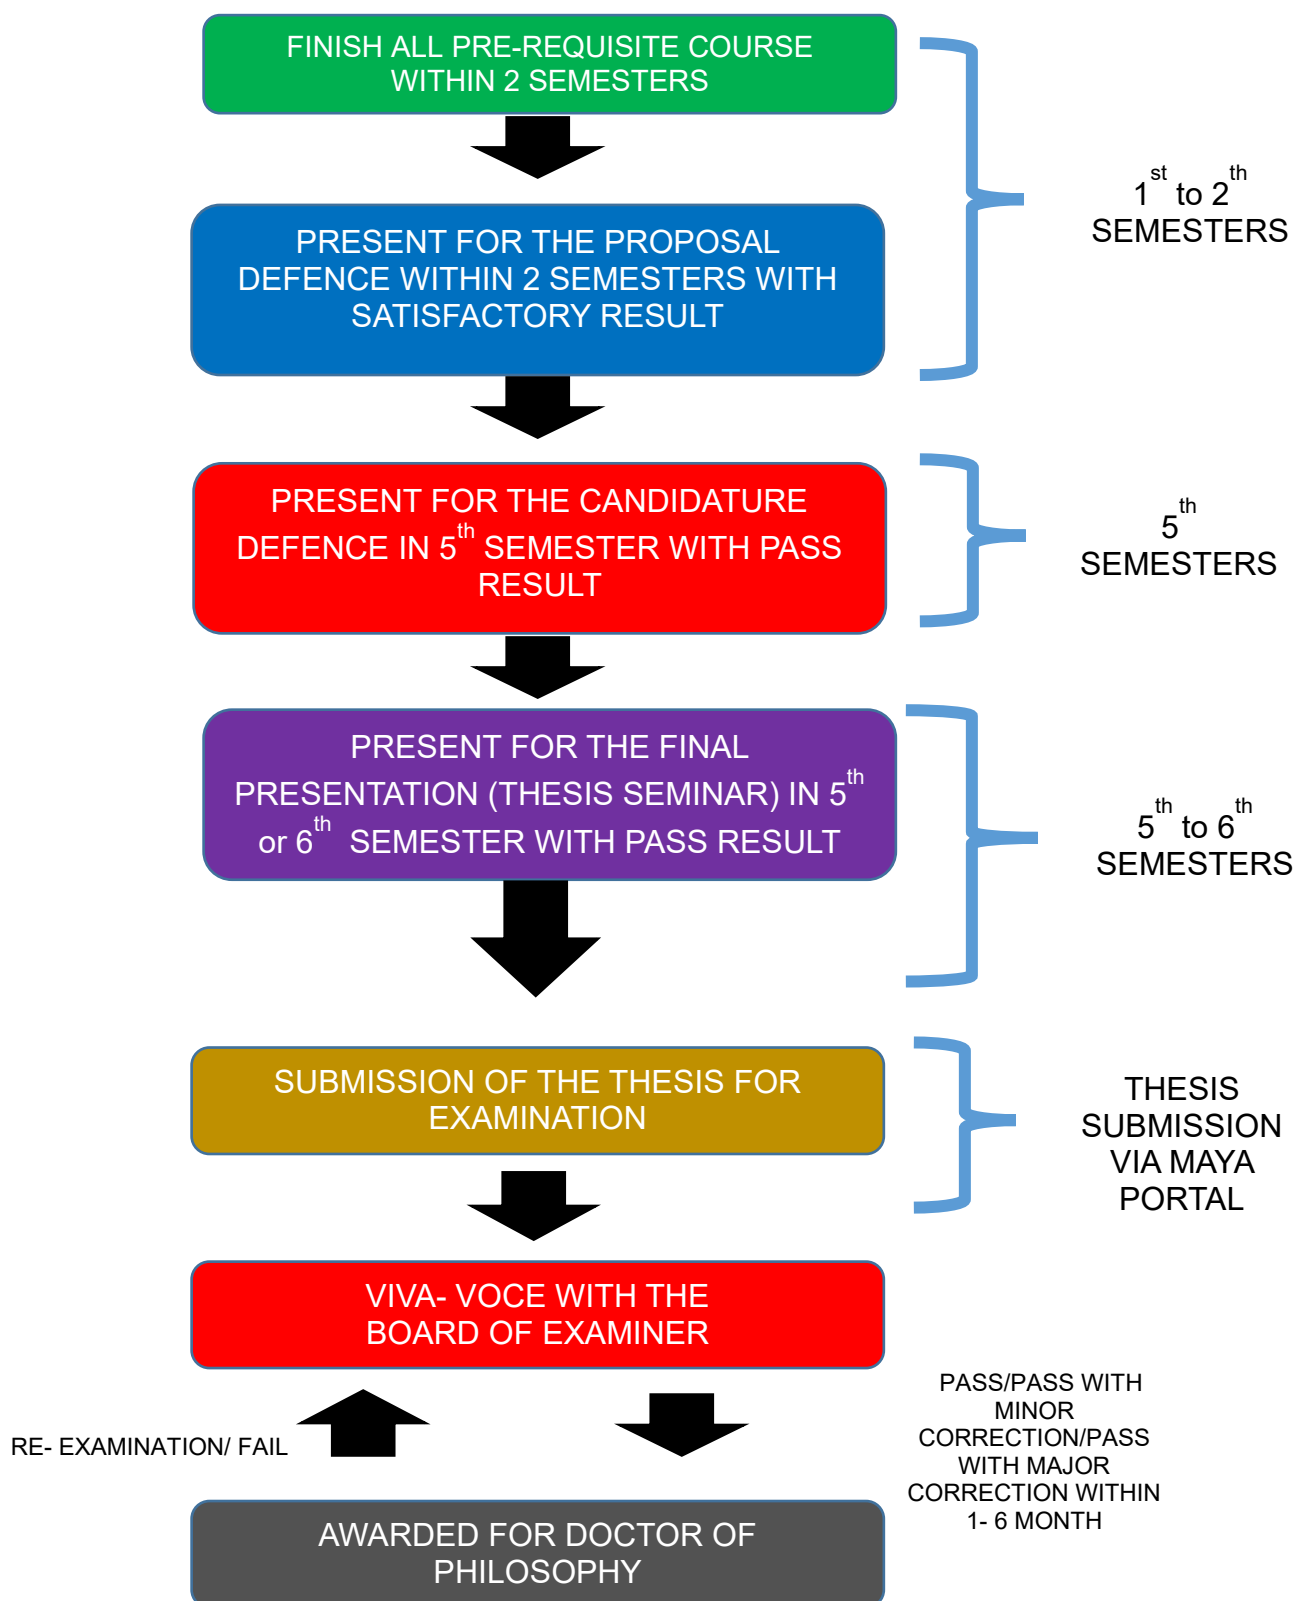 FINISH ALL PRE-REQUISITE COURSE
WITHIN 2 SEMESTERS
1st to 2th
SEMESTERS
PRESENT FOR THE PROPOSAL
DEFENCE WITHIN 2 SEMESTERS WITH
SATISFACTORY RESULT
PRESENT FOR THE CANDIDATURE
DEFENCE IN 5th SEMESTER WITH PASS
RESULT
5th
SEMESTERS
PRESENT FOR THE FINAL
PRESENTATION (THESIS SEMINAR) IN 5th
or 6th SEMESTER WITH PASS RESULT
5th to 6th
SEMESTERS
SUBMISSION OF THE THESIS FOR
EXAMINATION
THESIS
SUBMISSION
VIA MAYA
PORTAL
VIVA- VOCE WITH THE
BOARD OF EXAMINER
RE- EXAMINATION/ FAIL
PASS/PASS WITH
MINOR
CORRECTION/PASS
WITH MAJOR
CORRECTION WITHIN
1- 6 MONTH
AWARDED FOR DOCTOR OF
PHILOSOPHY